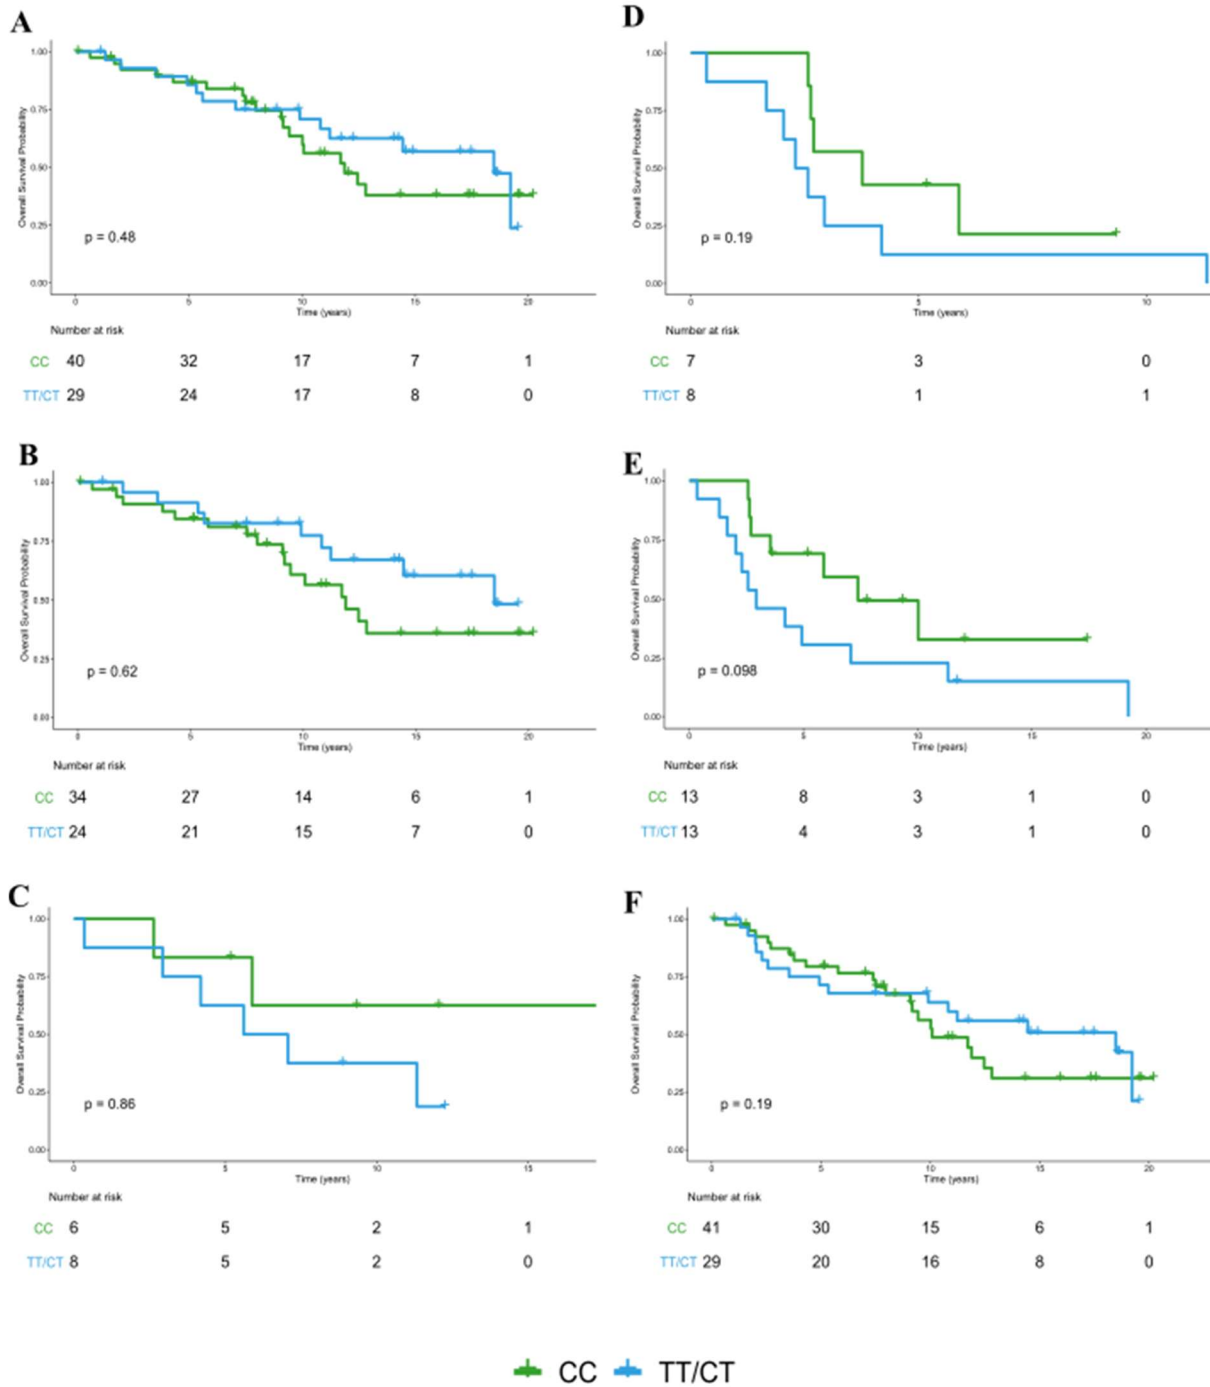 A
Overall Survival Probability
1.00
0.75
0.50
0.25
0.00
p = 0.48
0 5 10 15 20
Time (years)
Number at risk
CC 40 32 17 7 1
TT/CT 29 24 17 8 0
D
Overall Survival Probability
1.00
0.75
0.50
0.25
0.00
p = 0.19
0 5 10
Time (years)
Number at risk
CC 7 3 0
TT/CT 8 1 1
B
Overall Survival Probability
1.00
0.75
0.50
0.25
0.00
p = 0.62
0 5 10 15 20
Time (years)
Number at risk
CC 34 27 14 6 1
TT/CT 24 21 15 7 0
E
Overall Survival Probability
1.00
0.75
0.50
0.25
0.00
p = 0.098
0 5 10 15 20
Time (years)
Number at risk
CC 13 8 3 1 0
TT/CT 13 4 3 1 0
C
Overall Survival Probability
1.00
0.75
0.50
0.25
0.00
p = 0.86
0 5 10 15
Time (years)
Number at risk
CC 6 5 2 1
TT/CT 8 5 2 0
F
Overall Survival Probability
1.00
0.75
0.50
0.25
0.00
p = 0.19
0 5 10 15 20
Time (years)
Number at risk
CC 41 30 15 6 1
TT/CT 29 20 16 8 0
CC TT/CT